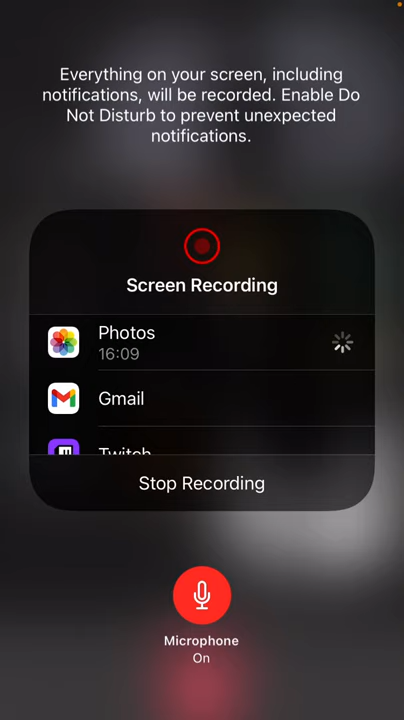 Everything on your screen, including
notifications, will be recorded. Enable Do
Not Disturb to prevent unexpected
notifications.
Screen Recording
Photos
16:09
Gmail
Twitch
Stop Recording
Microphone
On